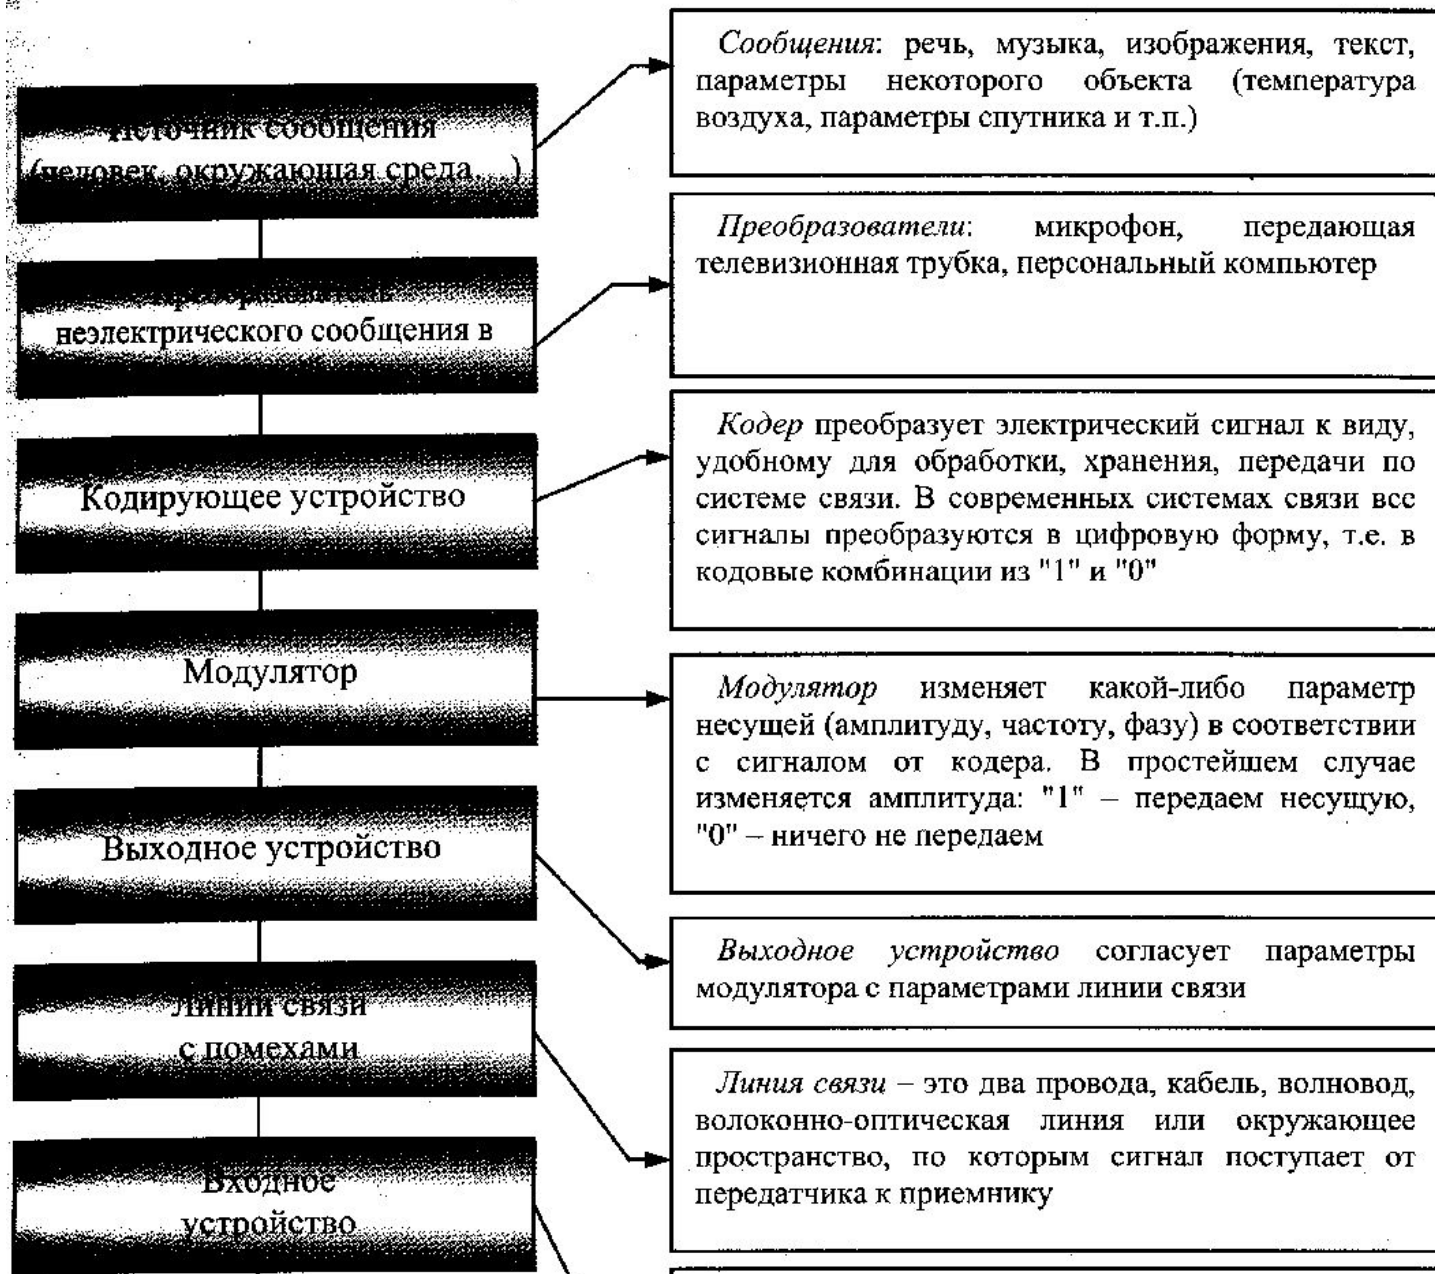 Источник сообщения
(человек, окружающая среда, )
Преобразователь
неэлектрического сообщения в
Кодирующее устройство
Модулятор
Выходное устройство
Линии связи
с помехами
Входное
устройство
Сообщения: речь, музыка, изображения, текст,
параметры некоторого объекта (температура
воздуха, параметры спутника и т.п.)
Преобразователи: микрофон, передающая
телевизионная трубка, персональный компьютер
Кодер преобразует электрический сигнал к виду,
удобному для обработки, хранения, передачи по
системе связи. В современных системах связи все
сигналы преобразуются в цифровую форму, т.е. в
кодовые комбинации из "1" и "0"
Модулятор изменяет какой-либо параметр
несущей (амплитуду, частоту, фазу) в соответствии
с сигналом от кодера. В простейшем случае
изменяется амплитуда: "1" – передаем несущую,
"0" – ничего не передаем
Выходное устройство согласует параметры
модулятора с параметрами линии связи
Линия связи – это два провода, кабель, волновод,
волоконно-оптическая линия или окружающее
пространство, по которым сигнал поступает от
передатчика к приемнику